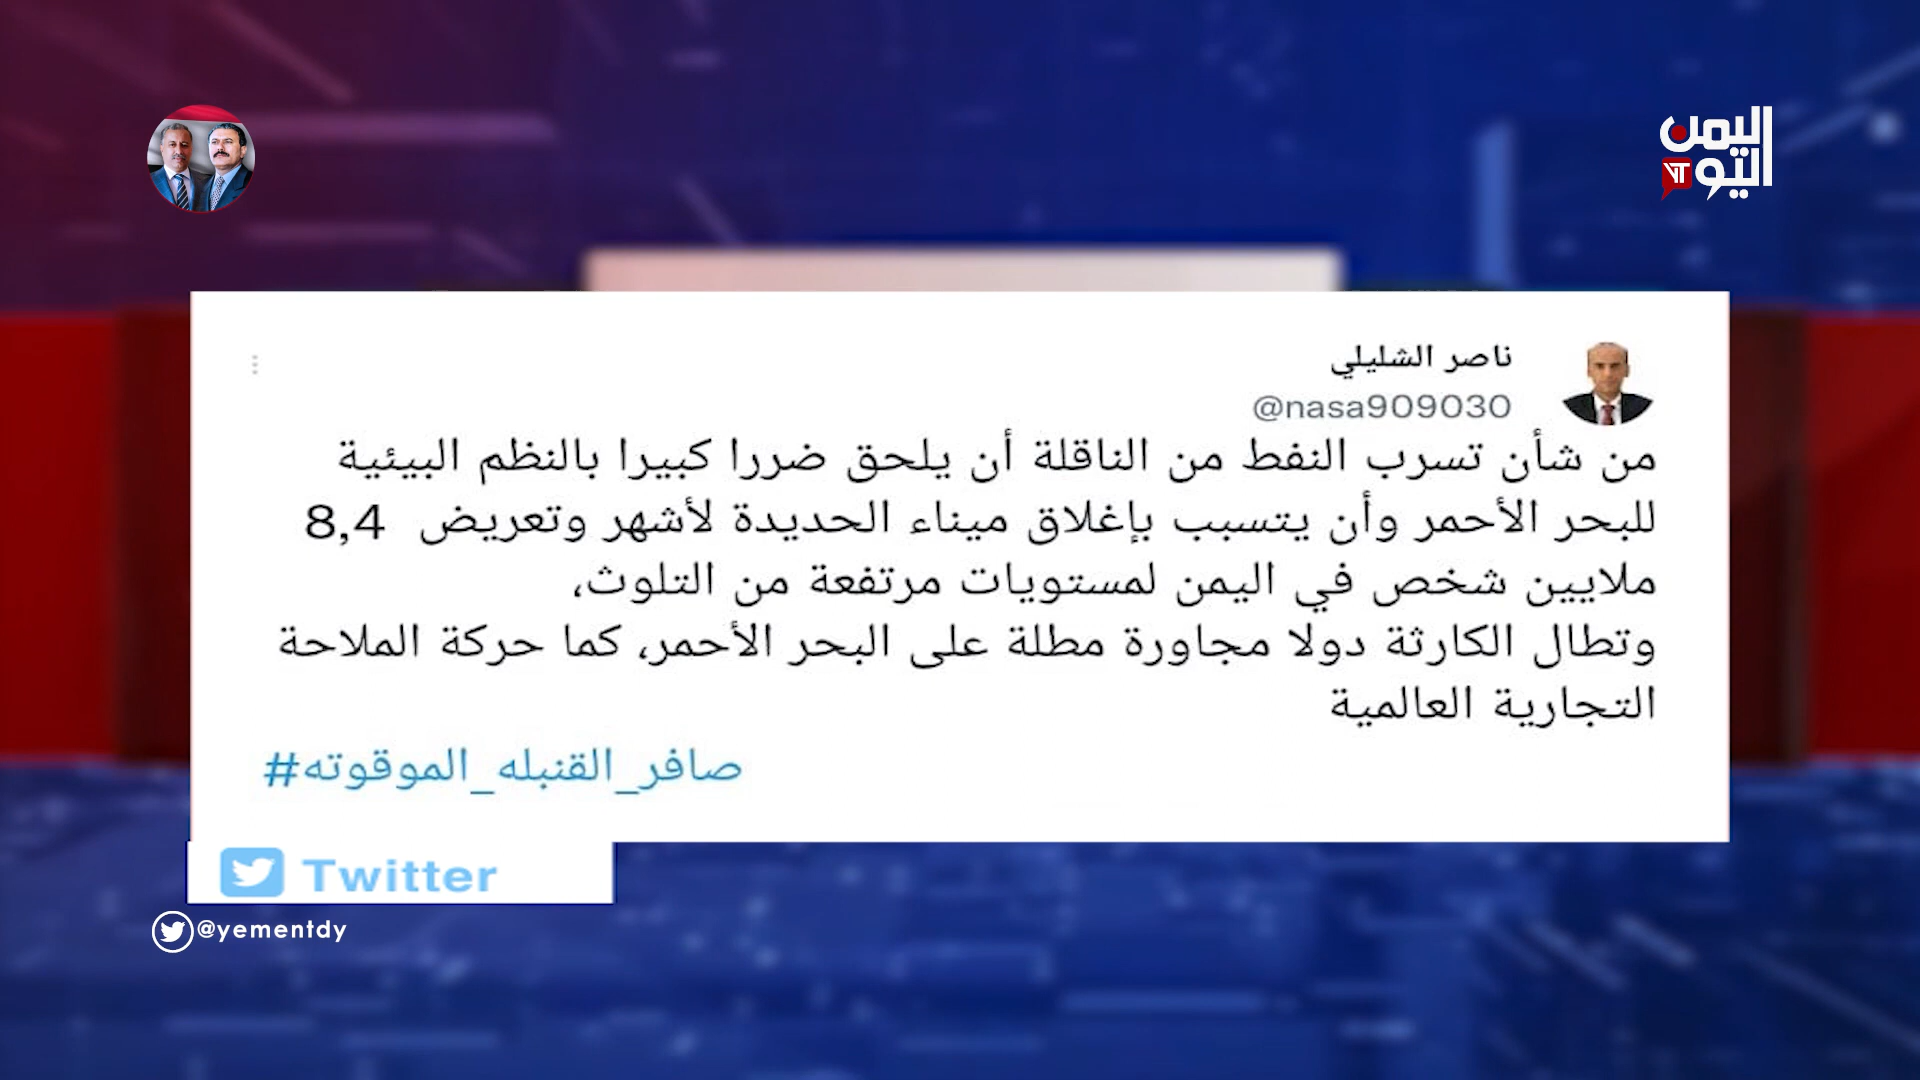 اليمن
اليوم
YT
ناصر الشليلي
@nasa909030
من شأن تسرب النفط من الناقلة أن يلحق ضررا كبيرا بالنظم البيئية
للبحر الأحمر وأن يتسبب بإغلاق ميناء الحديدة لأشهر وتعريض 8,4
ملايين شخص في اليمن لمستويات مرتفعة من التلوث،
وتطال الكارثة دولا مجاورة مطلة على البحر الأحمر، كما حركة الملاحة
التجارية العالمية
#صافر_القنبله_الموقوته
Twitter
@yementdy